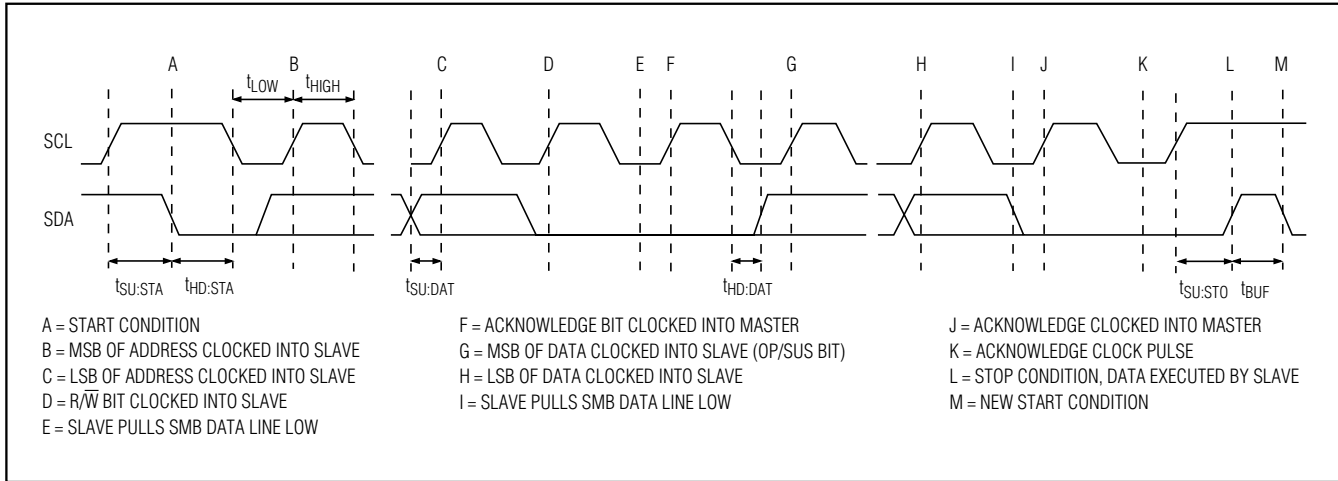 A B C D E F G H I J K L M
tLOW tHIGH
SCL
SDA
tSU:STA tHD:STA tSU:DAT tHD:DAT tSU:STO tBUF
A = START CONDITION
B = MSB OF ADDRESS CLOCKED INTO SLAVE
C = LSB OF ADDRESS CLOCKED INTO SLAVE
D = R/W̅ BIT CLOCKED INTO SLAVE
E = SLAVE PULLS SMB DATA LINE LOW
F = ACKNOWLEDGE BIT CLOCKED INTO MASTER
G = MSB OF DATA CLOCKED INTO SLAVE (OP/SUS BIT)
H = LSB OF DATA CLOCKED INTO SLAVE
I = SLAVE PULLS SMB DATA LINE LOW
J = ACKNOWLEDGE CLOCKED INTO MASTER
K = ACKNOWLEDGE CLOCK PULSE
L = STOP CONDITION, DATA EXECUTED BY SLAVE
M = NEW START CONDITION